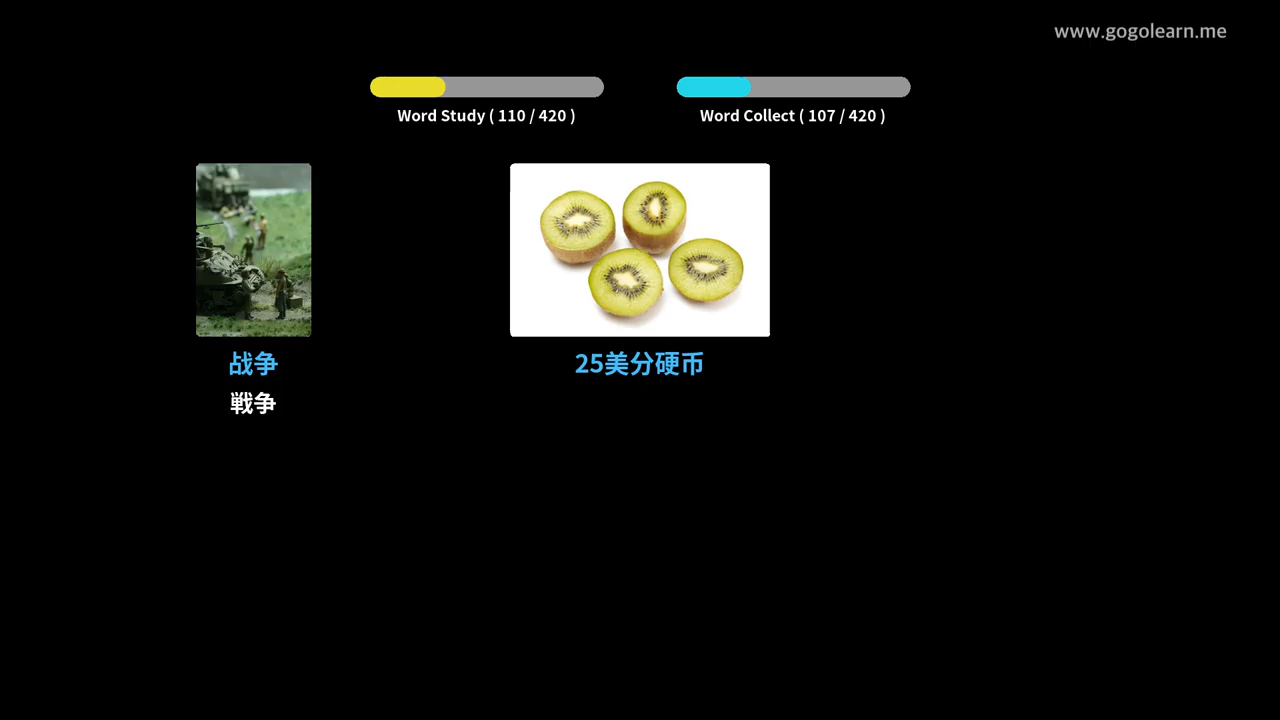 www.gogolearn.me
Word Study ( 110 / 420 )
Word Collect ( 107 / 420 )
战争
戦争
25美分硬币